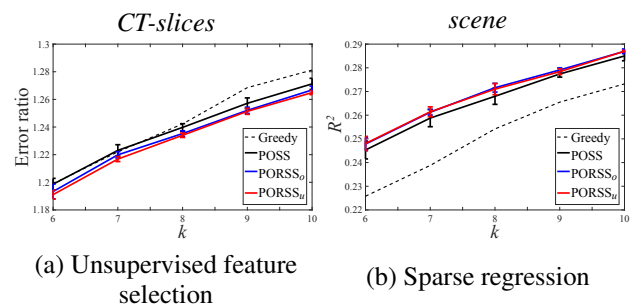 CT-slices
scene
1.3
1.28
1.26
1.24
1.22
1.2
1.18
Error ratio
6 7 8 9 10
k
Greedy
POSS
PORSSₒ
PORSSᵤ
0.29
0.28
0.27
0.26
0.25
0.24
0.23
0.22
R²
6 7 8 9 10
k
Greedy
POSS
PORSSₒ
PORSSᵤ
(a) Unsupervised feature
selection
(b) Sparse regression